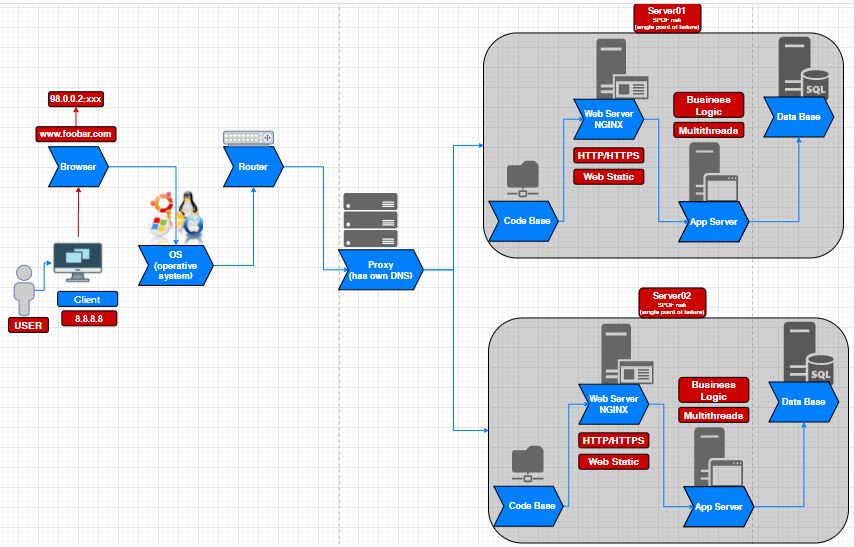 Server01
SPOF risk
(single point of failure)
98.0.0.2:xxx
www.foobar.com
Browser
Router
OS
(operative
system)
USER
Client
8.8.8.8
Proxy
(has own DNS)
Code Base
Web Server
NGINX
HTTP/HTTPS
Web Static
Business
Logic
Multithreads
App Server
SQL
Data Base
Server02
SPOF risk
(single point of failure)
Code Base
Web Server
NGINX
HTTP/HTTPS
Web Static
Business
Logic
Multithreads
App Server
SQL
Data Base